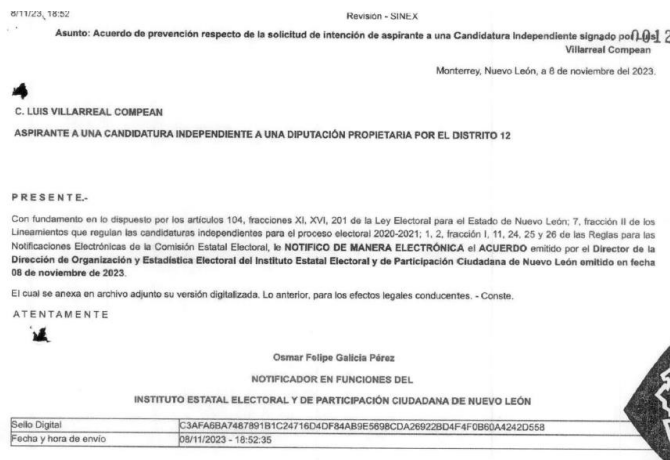 8/11/23, 18:52
Revisión - SINEX
Asunto: Acuerdo de prevención respecto de la solicitud de intención de aspirante a una Candidatura Independiente signado por Luis
Villarreal Compean
0012
Monterrey, Nuevo León, a 8 de noviembre del 2023.
C. LUIS VILLARREAL COMPEAN
ASPIRANTE A UNA CANDIDATURA INDEPENDIENTE A UNA DIPUTACIÓN PROPIETARIA POR EL DISTRITO 12
P R E S E N T E.-
Con fundamento en lo dispuesto por los artículos 104, fracciones XI, XVI, 201 de la Ley Electoral para el Estado de Nuevo León; 7, fracción II de los
Lineamientos que regulan las candidaturas independientes para el proceso electoral 2020-2021; 1, 2, fracción I, 11, 24, 25 y 26 de las Reglas para las
Notificaciones Electrónicas de la Comisión Estatal Electoral, le NOTIFICO DE MANERA ELECTRÓNICA el ACUERDO emitido por el Director de la
Dirección de Organización y Estadística Electoral del Instituto Estatal Electoral y de Participación Ciudadana de Nuevo León emitido en fecha
08 de noviembre de 2023.
El cual se anexa en archivo adjunto su versión digitalizada. Lo anterior, para los efectos legales conducentes. - Conste.
A T E N T A M E N T E
Osmar Felipe Galicia Pérez
NOTIFICADOR EN FUNCIONES DEL
INSTITUTO ESTATAL ELECTORAL Y DE PARTICIPACIÓN CIUDADANA DE NUEVO LEÓN
Sello Digital C3AFA6BA7487891B1C24716D4DF84AB9E5698CDA26922BD4F4F0B60A4242D558
Fecha y hora de envío 08/11/2023 - 18:52:35